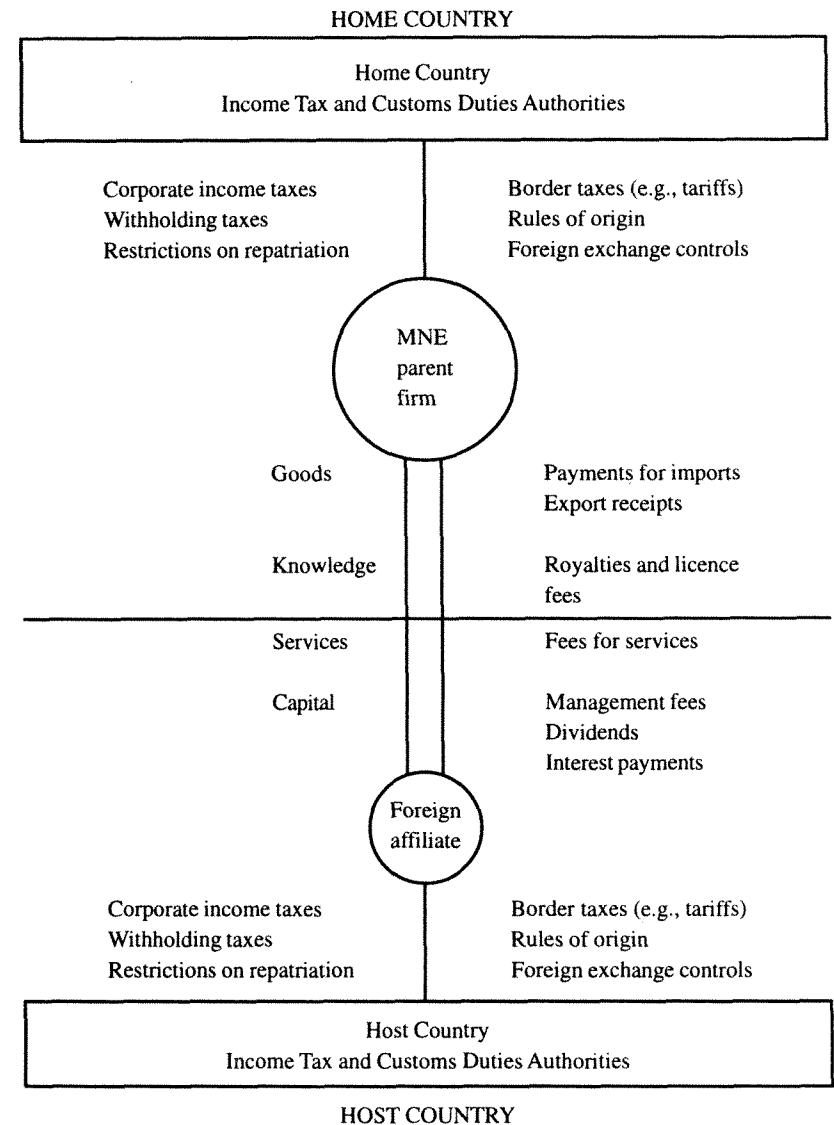 HOME COUNTRY
Home Country
Income Tax and Customs Duties Authorities
Corporate income taxes
Withholding taxes
Restrictions on repatriation
Border taxes (e.g., tariffs)
Rules of origin
Foreign exchange controls
MNE
parent
firm
Goods
Payments for imports
Export receipts
Knowledge
Royalties and licence
fees
Services
Fees for services
Capital
Management fees
Dividends
Interest payments
Foreign
affiliate
Corporate income taxes
Withholding taxes
Restrictions on repatriation
Border taxes (e.g., tariffs)
Rules of origin
Foreign exchange controls
Host Country
Income Tax and Customs Duties Authorities
HOST COUNTRY